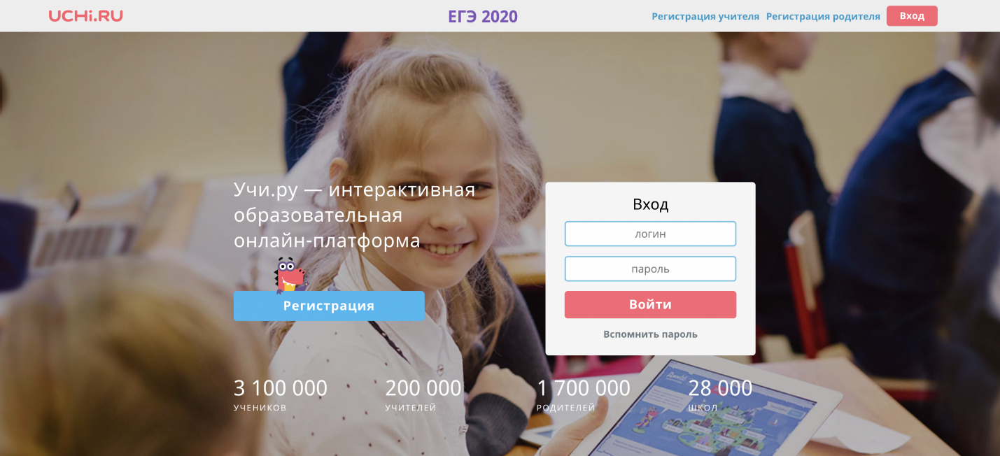 UCHi.RU
ЕГЭ 2020
Регистрация учителя
Регистрация родителя
Вход
Учи.ру — интерактивная
образовательная
онлайн-платформа
Регистрация
Вход
логин
пароль
Войти
Вспомнить пароль
3 100 000
УЧЕНИКОВ
200 000
УЧИТЕЛЕЙ
1 700 000
РОДИТЕЛЕЙ
28 000
ШКОЛ